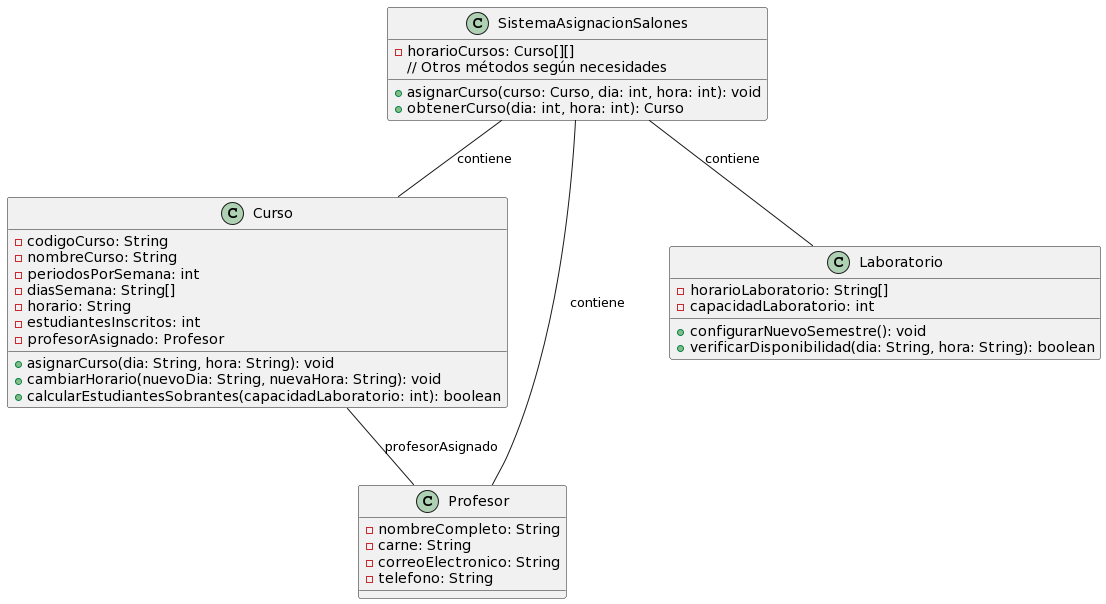 C SistemaAsignacionSalones
horarioCursos: Curso[][]
// Otros métodos según necesidades
asignarCurso(curso: Curso, dia: int, hora: int): void
obtenerCurso(dia: int, hora: int): Curso
contiene
contiene
C Curso
codigoCurso: String
nombreCurso: String
periodosPorSemana: int
diasSemana: String[]
horario: String
estudiantesInscritos: int
profesorAsignado: Profesor
asignarCurso(dia: String, hora: String): void
cambiarHorario(nuevoDia: String, nuevaHora: String): void
calcularEstudiantesSobrantes(capacidadLaboratorio: int): boolean
contiene
C Laboratorio
horarioLaboratorio: String[]
capacidadLaboratorio: int
configurarNuevoSemestre(): void
verificarDisponibilidad(dia: String, hora: String): boolean
profesorAsignado
C Profesor
nombreCompleto: String
carne: String
correoElectronico: String
telefono: String